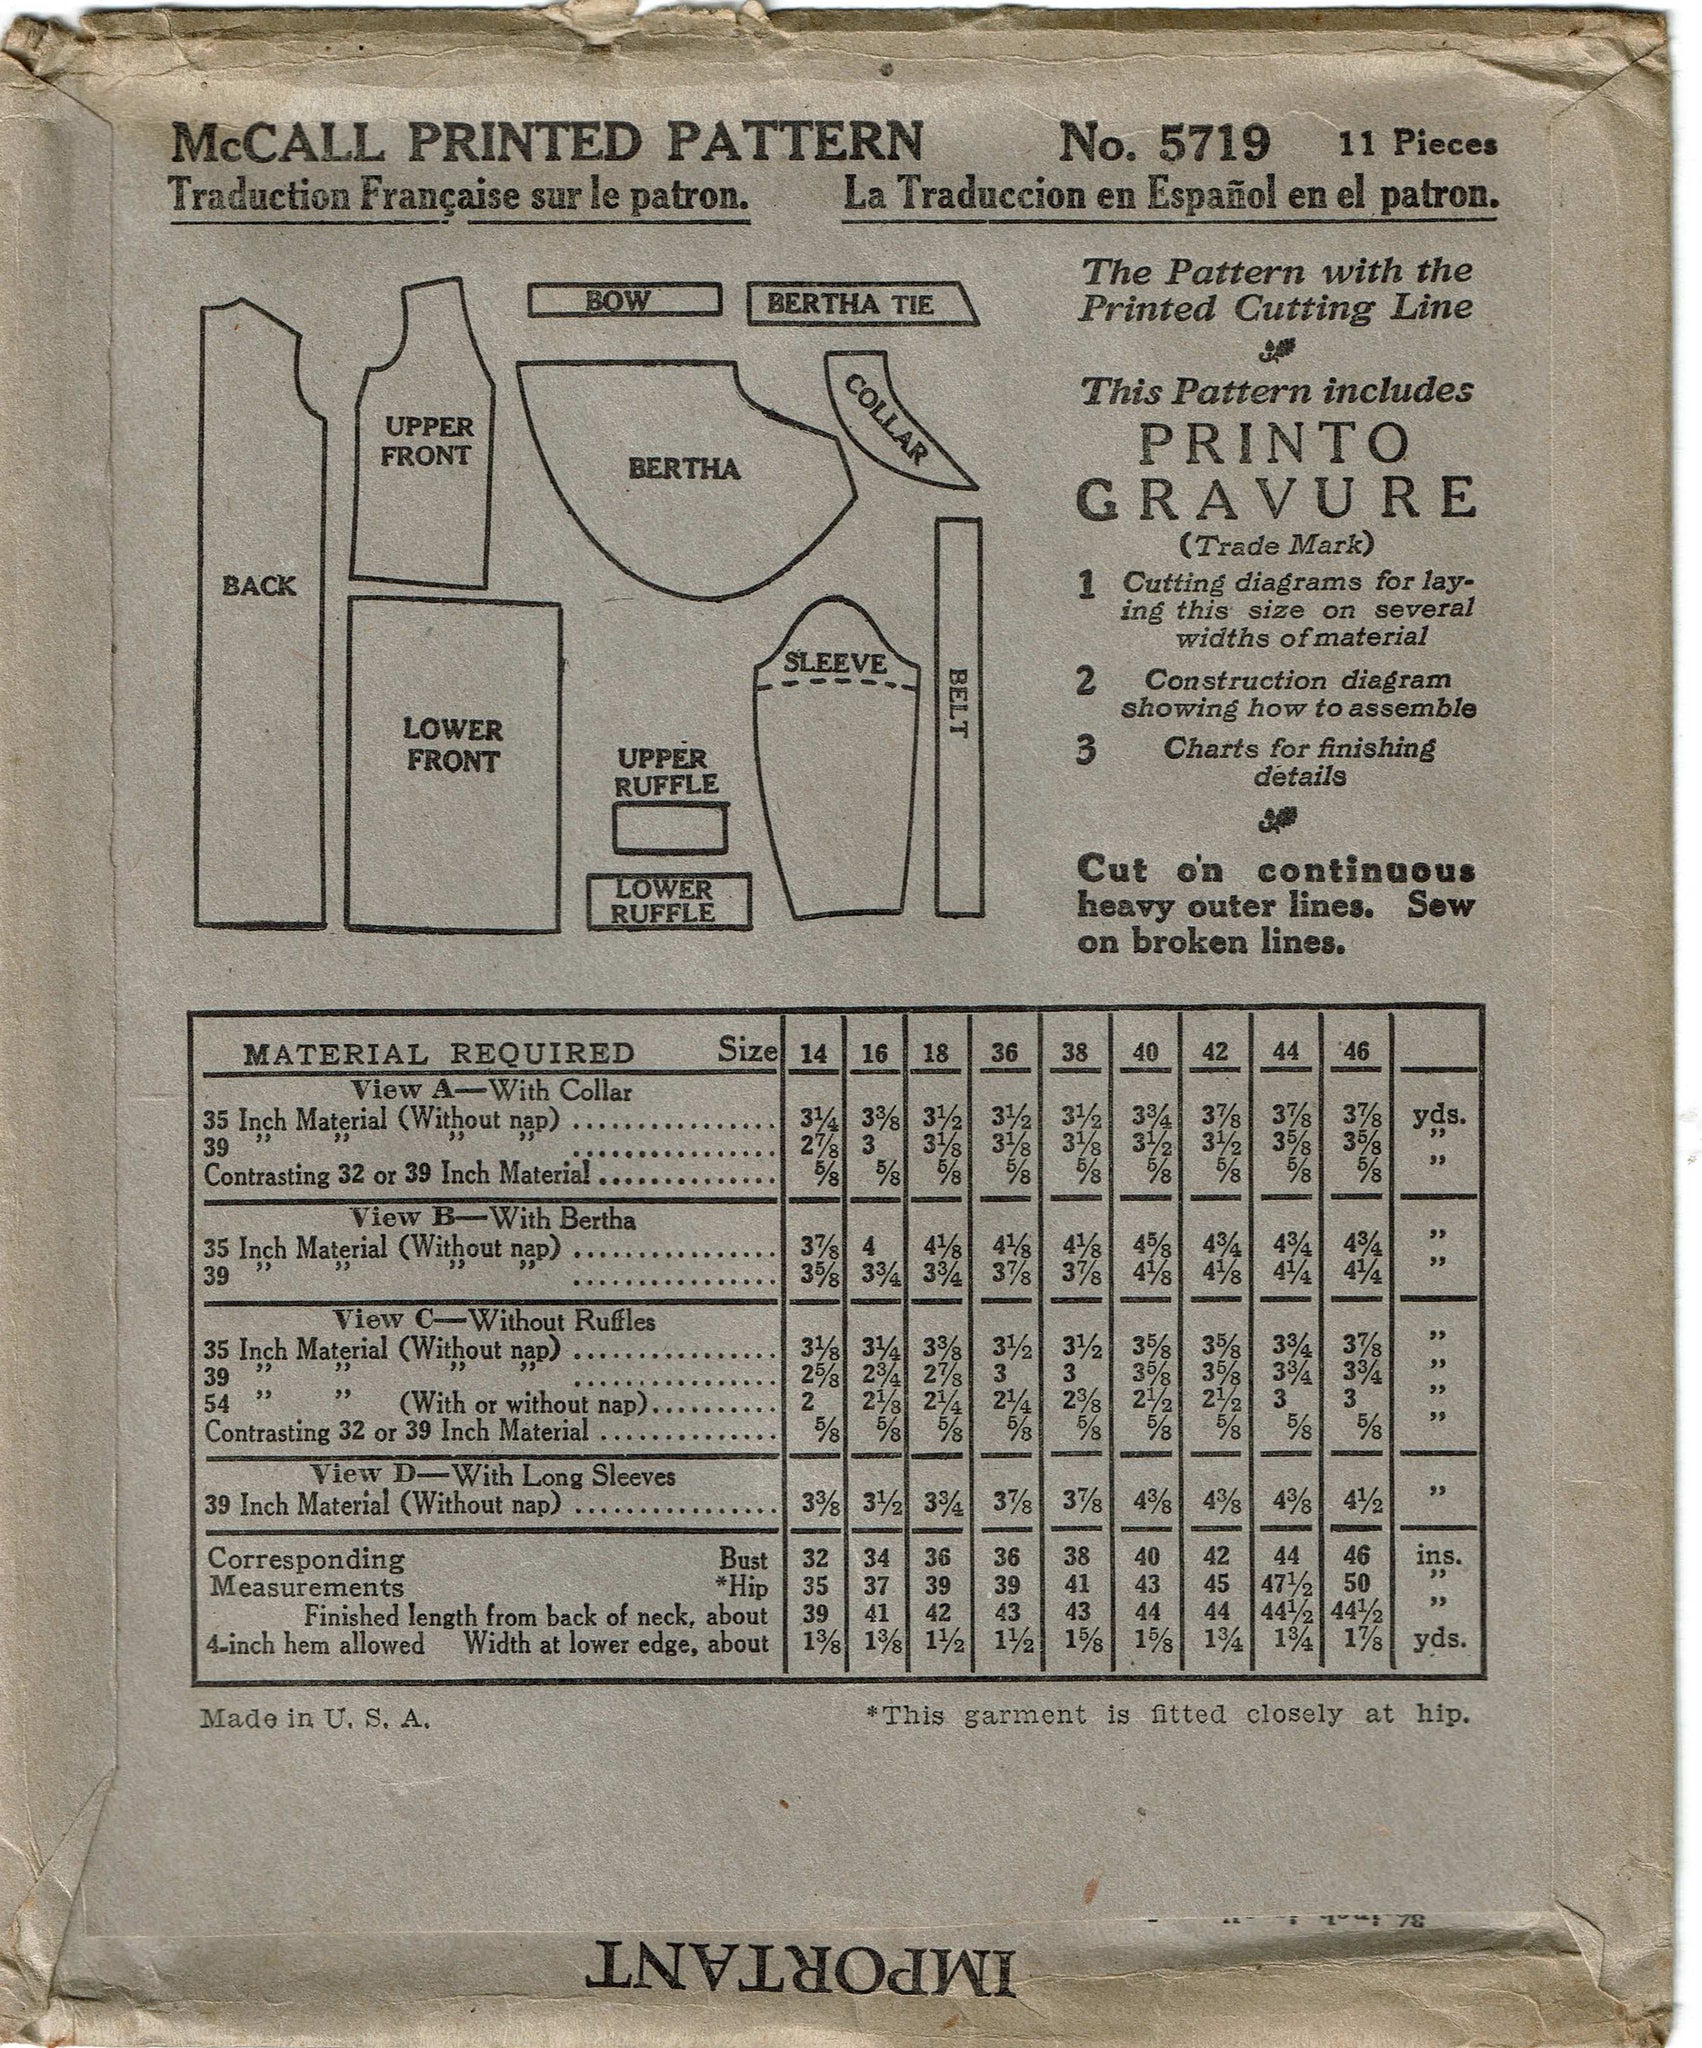 McCALL PRINTED PATTERN No. 5719 11 Pieces
Traduction Française sur le patron. La Traduccion en Español en el patron.
BACK
UPPER
FRONT
BOW
BERTHA TIE
BERTHA
COLLAR
LOWER
FRONT
UPPER
RUFFLE
LOWER
RUFFLE
SLEEVE
BELT
The Pattern with the
Printed Cutting Line
This Pattern includes
PRINTO
GRAVURE
(Trade Mark)
1 Cutting diagrams for lay-
ing this size on several
widths of material
2 Construction diagram
showing how to assemble
3 Charts for finishing
details
Cut on continuous
heavy outer lines. Sew
on broken lines.
MATERIAL REQUIRED Size 14 16 18 36 38 40 42 44 46
View A—With Collar
35 Inch Material (Without nap) ................ 3¼ 3⅜ 3½ 3½ 3½ 3¾ 3⅞ 3⅞ 3⅞ yds.
39 ” ” ” ” ................ 2⅞ 3 3⅛ 3⅛ 3⅛ 3½ 3½ 3⅝ 3⅝ ”
Contrasting 32 or 39 Inch Material .............. ⅝ ⅝ ⅝ ⅝ ⅝ ⅝ ⅝ ⅝ ⅝ ”
View B—With Bertha
35 Inch Material (Without nap) ................ 3⅞ 4 4⅛ 4⅛ 4⅛ 4⅝ 4¾ 4¾ 4¾ ”
39 ” ” ” ” ................ 3⅝ 3¾ 3¾ 3⅞ 3⅞ 4⅛ 4⅛ 4¼ 4¼ ”
View C—Without Ruffles
35 Inch Material (Without nap) ................ 3⅛ 3¼ 3⅜ 3½ 3½ 3⅝ 3⅝ 3¾ 3⅞ ”
39 ” ” ” ” ................ 2⅝ 2¾ 2⅞ 3 3 3⅝ 3⅝ 3¾ 3¾ ”
54 ” ” (With or without nap).......... 2 2⅛ 2¼ 2¼ 2⅜ 2½ 2½ 3 3 ”
Contrasting 32 or 39 Inch Material .............. ⅝ ⅝ ⅝ ⅝ ⅝ ⅝ ⅝ ⅝ ⅝ ”
View D—With Long Sleeves
39 Inch Material (Without nap) ................ 3⅜ 3½ 3¾ 3⅞ 3⅞ 4⅜ 4⅜ 4⅜ 4½ ”
Corresponding Bust 32 34 36 36 38 40 42 44 46 ins.
Measurements *Hip 35 37 39 39 41 43 45 47½ 50 ”
Finished length from back of neck, about 39 41 42 43 43 44 44 44½ 44½ ”
4-inch hem allowed Width at lower edge, about 1⅜ 1⅜ 1½ 1½ 1⅝ 1⅝ 1¾ 1¾ 1⅞ yds.
Made in U. S. A. *This garment is fitted closely at hip.
IMPORTANT